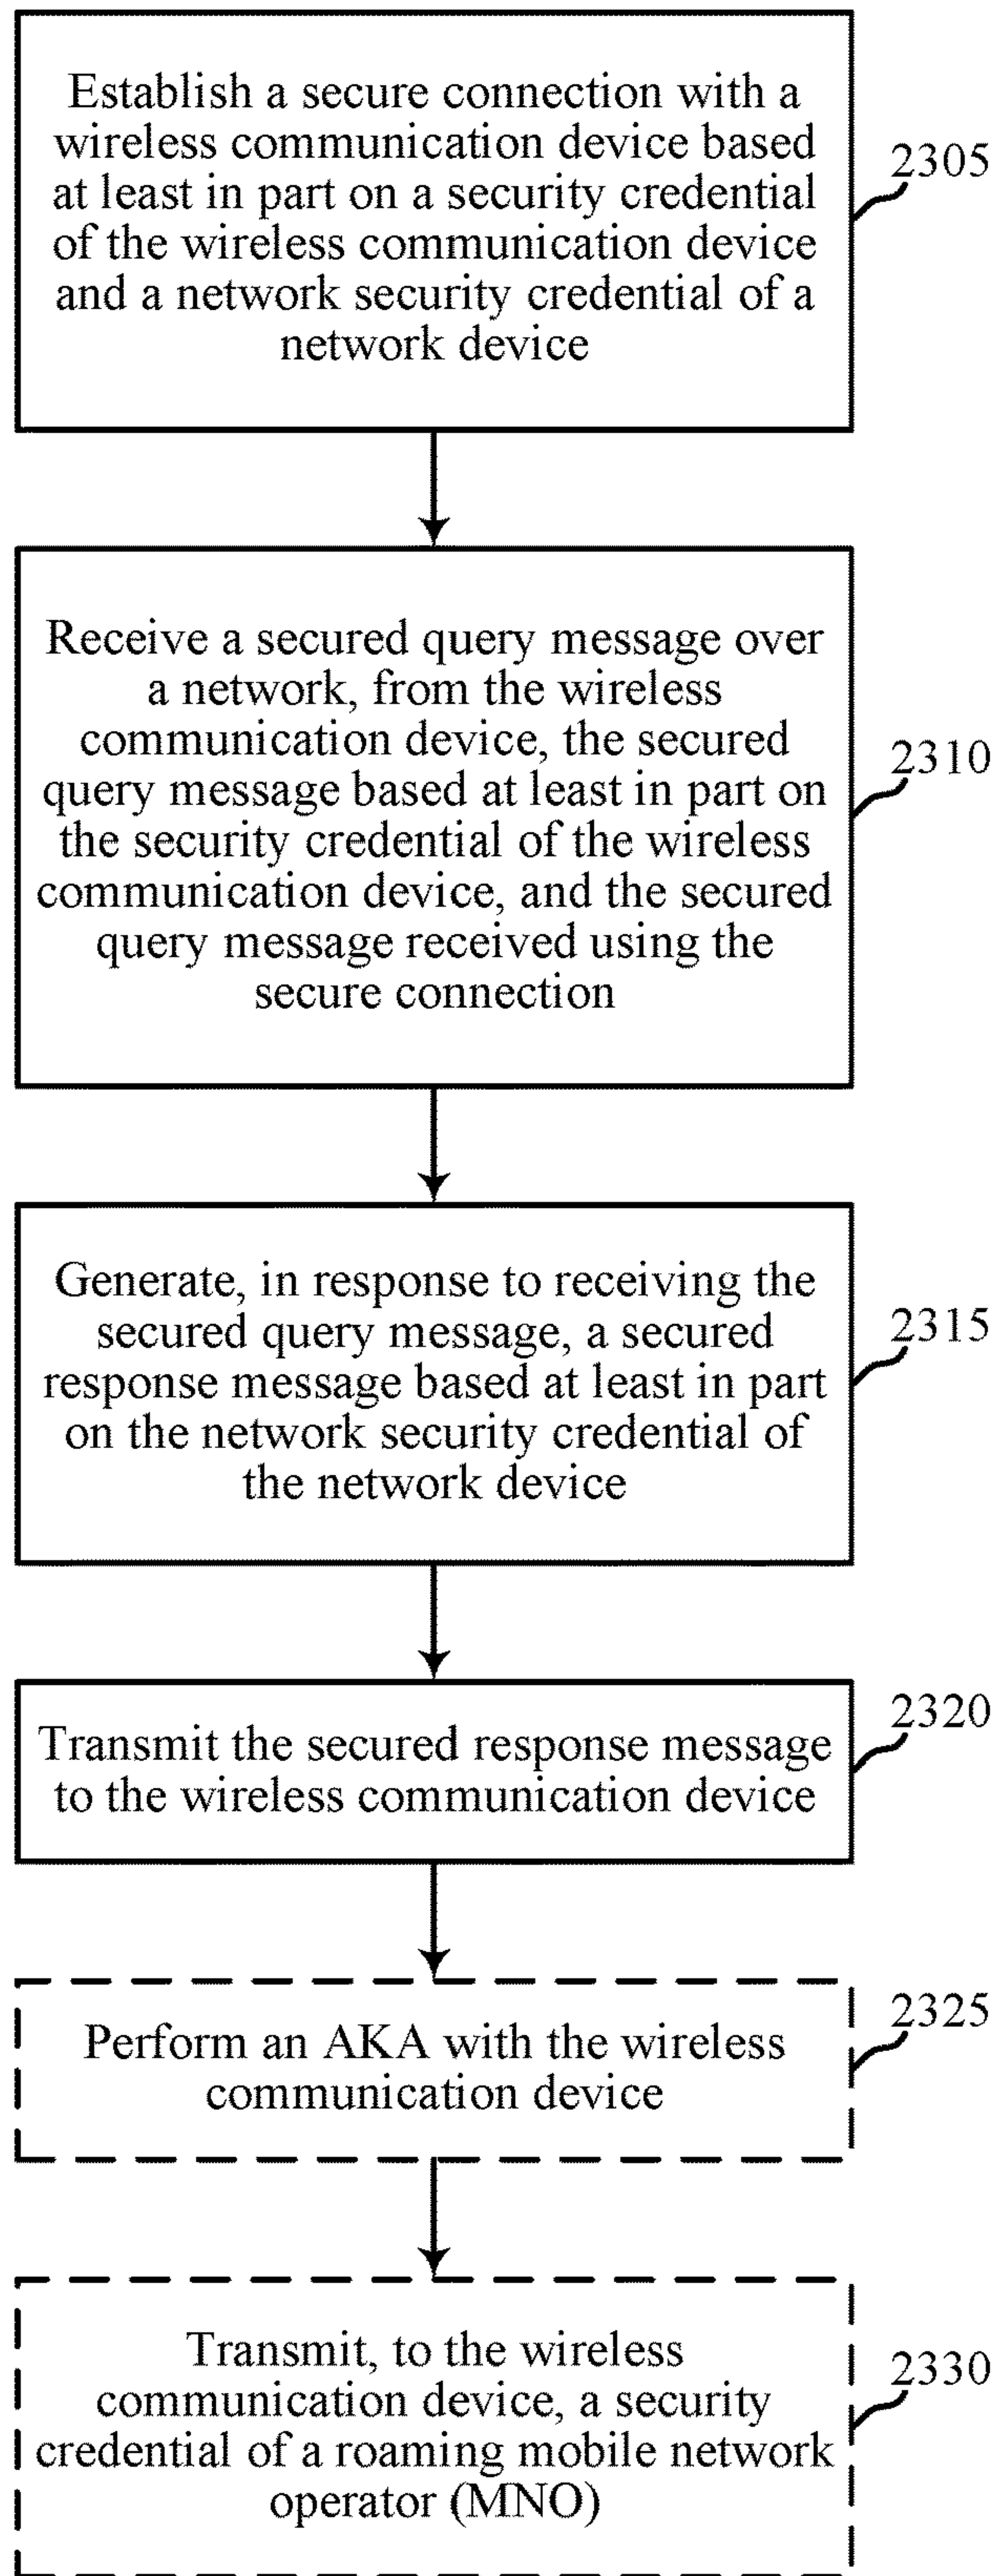 Establish a secure connection with a
wireless communication device based
at least in part on a security credential
of the wireless communication device
and a network security credential of a
network device
2305
Receive a secured query message over
a network, from the wireless
communication device, the secured
query message based at least in part on
the security credential of the wireless
communication device, and the secured
query message received using the
secure connection
2310
Generate, in response to receiving the
secured query message, a secured
response message based at least in part
on the network security credential of
the network device
2315
Transmit the secured response message
to the wireless communication device
2320
Perform an AKA with the wireless
communication device
2325
Transmit, to the wireless
communication device, a security
credential of a roaming mobile network
operator (MNO)
2330